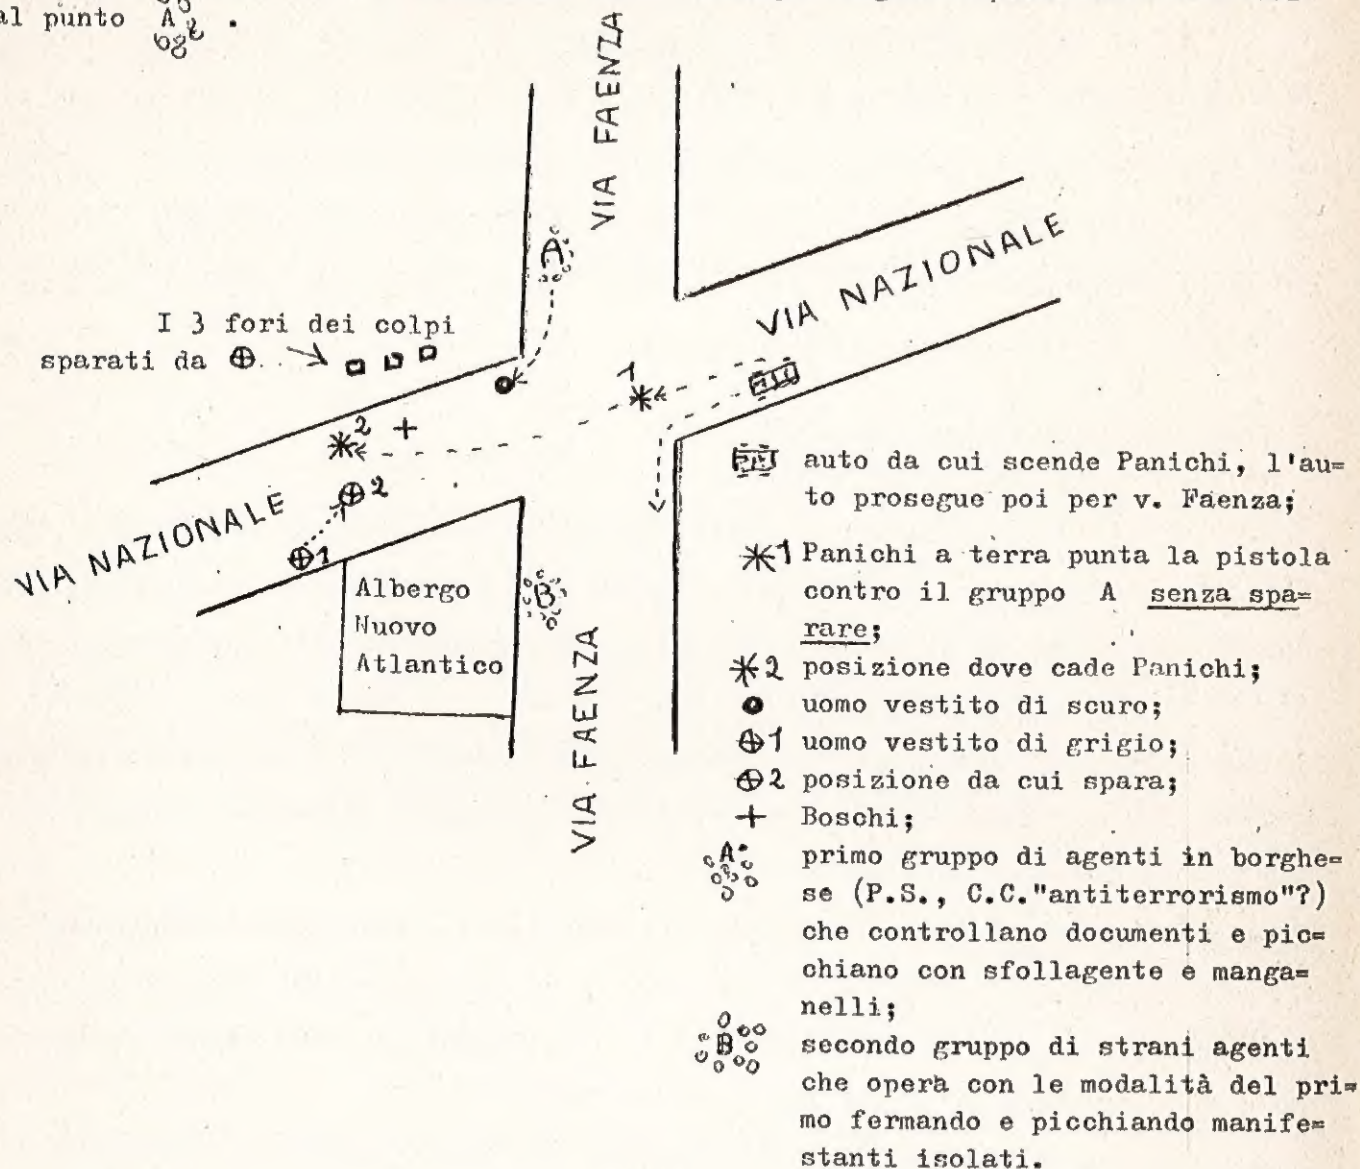 al punto A .
VIA FAENZA
VIA NAZIONALE
A
I 3 fori dei colpi
sparati da ⊕..
1
2 +
⊕2
VIA NAZIONALE
⊕1
Albergo
Nuovo
Atlantico
B
VIA FAENZA
auto da cui scende Panichi, l'au=
to prosegue poi per v. Faenza;
1 Panichi a terra punta la pistola
contro il gruppo A senza spa=
rare;
2 posizione dove cade Panichi;
uomo vestito di scuro;
⊕1 uomo vestito di grigio;
⊕2 posizione da cui spara;
+ Boschi;
A primo gruppo di agenti in borghe=
se (P.S., C.C."antiterrorismo"?)
che controllano documenti e pic=
chiano con sfollagente e manga=
nelli;
B secondo gruppo di strani agenti
che opera con le modalità del pri=
mo fermando e picchiando manife=
stanti isolati.